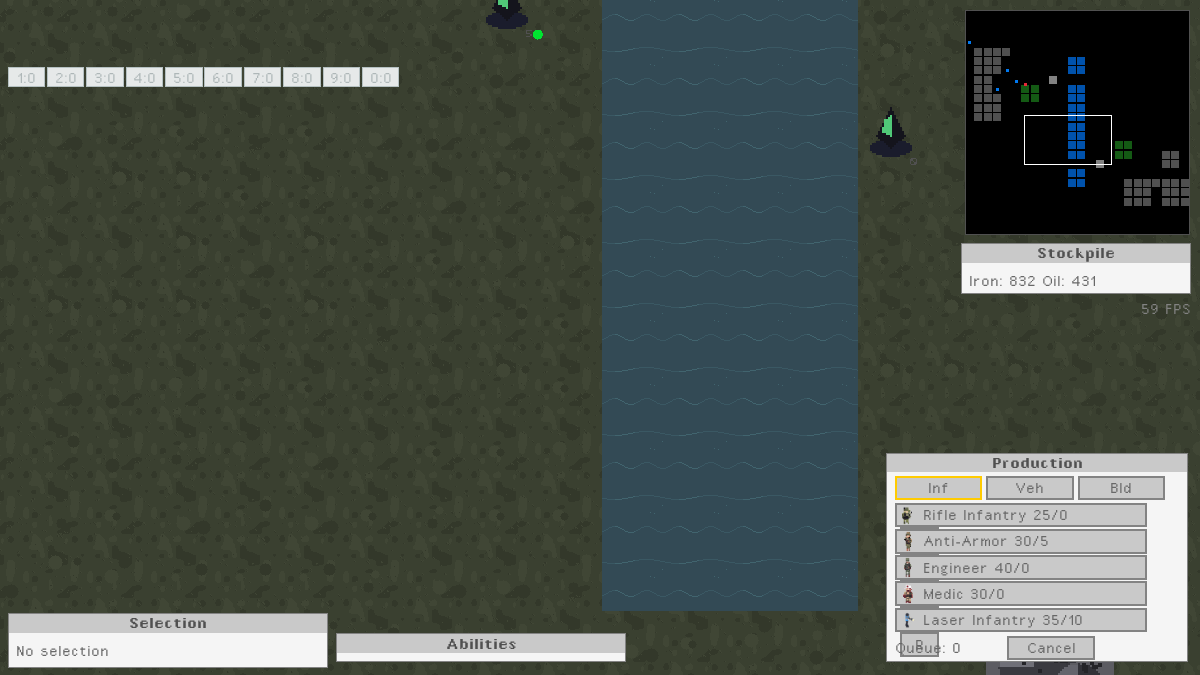 1:0 2:0 3:0 4:0 5:0 6:0 7:0 8:0 9:0 0:0
Stockpile
Iron: 832 Oil: 431
59 FPS
Production
Inf Veh Bld
Rifle Infantry 25/0
Anti-Armor 30/5
Engineer 40/0
Medic 30/0
Laser Infantry 35/10
Queue: 0 Cancel
Selection
No selection
Abilities